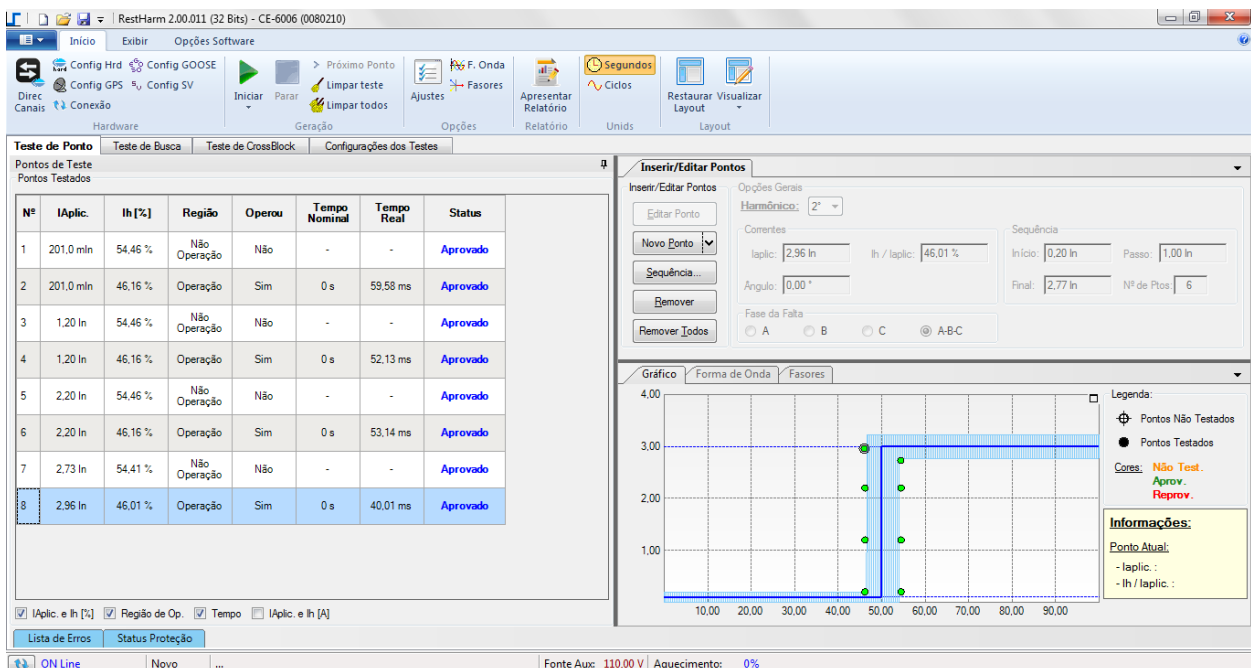 RestHarm 2.00.011 (32 Bits) - CE-6006 (0080210)
Início Exibir Opções Software
Direc Canais
Config Hrd Config GOOSE
Config GPS Config SV
Conexão
Hardware
Iniciar Parar
Próximo Ponto
Limpar teste
Limpar todos
Geração
Ajustes
F. Onda
Fasores
Opções
Apresentar Relatório
Relatório
Segundos
Ciclos
Unids
Restaurar Layout
Visualizar
Layout
Teste de Ponto Teste de Busca Teste de CrossBlock Configurações dos Testes
Pontos de Teste
Pontos Testados
Nº IAplic. Ih [%] Região Operou Tempo Nominal Tempo Real Status
1 201,0 mIn 54,46 % Não Operação Não - - Aprovado
2 201,0 mIn 46,16 % Operação Sim 0 s 59,58 ms Aprovado
3 1,20 In 54,46 % Não Operação Não - - Aprovado
4 1,20 In 46,16 % Operação Sim 0 s 52,13 ms Aprovado
5 2,20 In 54,46 % Não Operação Não - - Aprovado
6 2,20 In 46,16 % Operação Sim 0 s 53,14 ms Aprovado
7 2,73 In 54,41 % Não Operação Não - - Aprovado
8 2,96 In 46,01 % Operação Sim 0 s 40,01 ms Aprovado
IAplic. e Ih [%] Região de Op. Tempo IAplic. e Ih [A]
Lista de Erros Status Proteção
Inserir/Editar Pontos
Inserir/Editar Pontos
Editar Ponto
Novo Ponto
Sequência...
Remover
Remover Todos
Opções Gerais
Harmônico: 2°
Correntes
Iaplic: 2,96 In Ih / Iaplic: 46,01 %
Angulo: 0,00 °
Sequência
Início: 0,20 In Passo: 1,00 In
Final: 2,77 In Nº de Ptos: 6
Fase da Falta
A B C A-B-C
Gráfico Forma de Onda Fasores
4,00
3,00
2,00
1,00
10,00 20,00 30,00 40,00 50,00 60,00 70,00 80,00 90,00
Legenda:
Pontos Não Testados
Pontos Testados
Cores: Não Test.
Aprov.
Reprov.
Informações:
Ponto Atual:
- Iaplic. :
- Ih / Iaplic. :
ON Line Novo ... Fonte Aux: 110.00 V Aquecimento: 0%